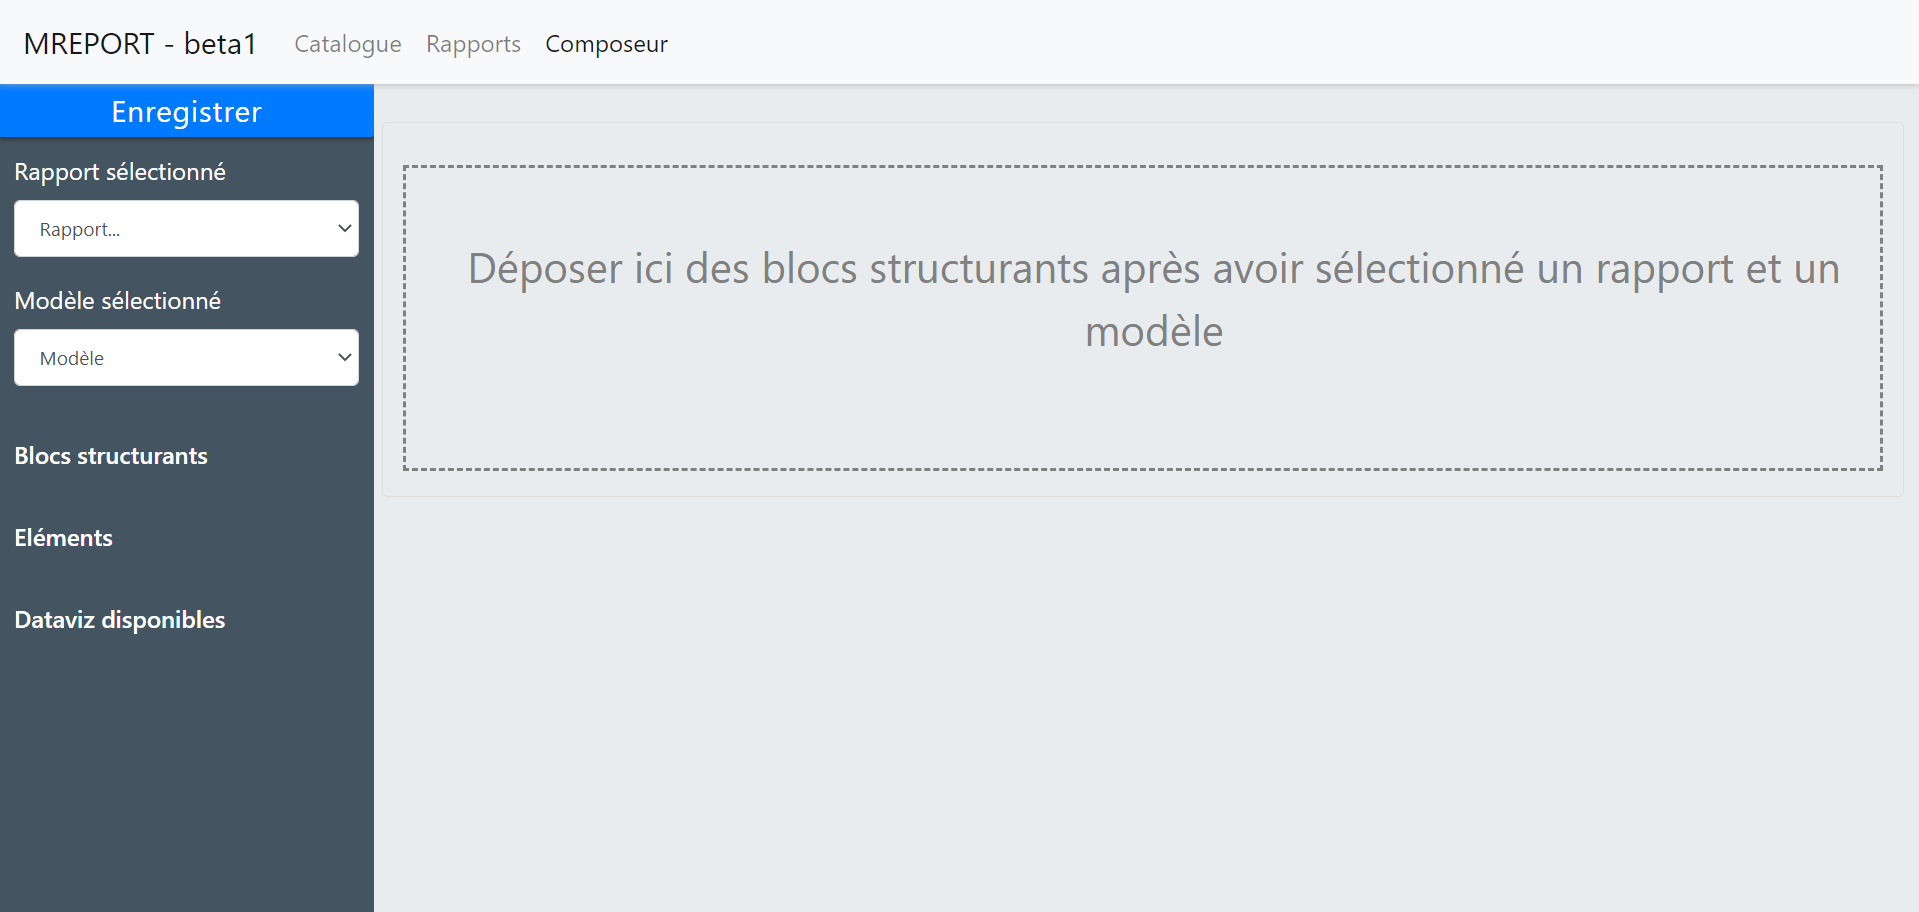 MREPORT - beta1 Catalogue Rapports Composeur
Enregistrer
Rapport sélectionné
Rapport...
Modèle sélectionné
Modèle
Blocs structurants
Eléments
Dataviz disponibles
Déposer ici des blocs structurants après avoir sélectionné un rapport et un
modèle